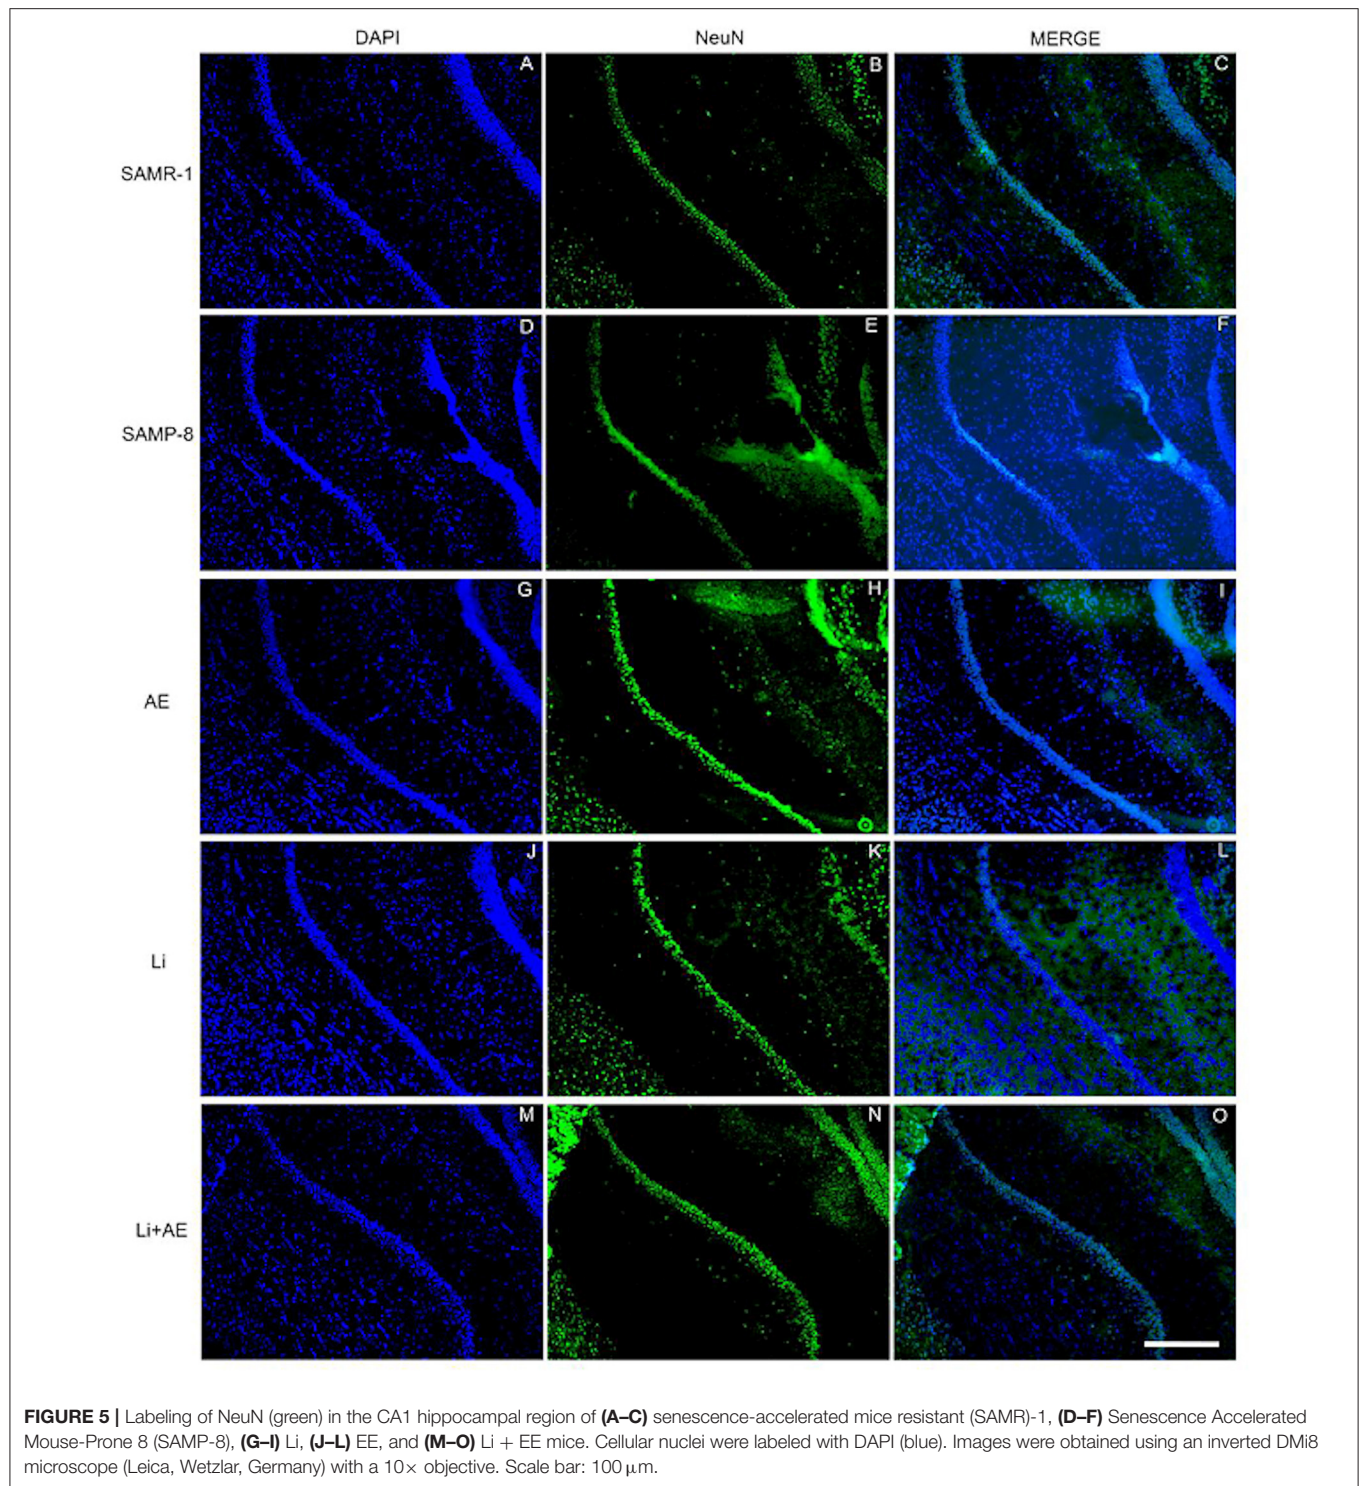 DAPI NeuN MERGE
A B C
SAMR-1
D E F
SAMP-8
G H I
AE
J K L
Li
M N O
Li+AE
FIGURE 5 | Labeling of NeuN (green) in the CA1 hippocampal region of (A–C) senescence-accelerated mice resistant (SAMR)-1, (D–F) Senescence Accelerated
Mouse-Prone 8 (SAMP-8), (G–I) Li, (J–L) EE, and (M–O) Li + EE mice. Cellular nuclei were labeled with DAPI (blue). Images were obtained using an inverted DMi8
microscope (Leica, Wetzlar, Germany) with a 10× objective. Scale bar: 100 μm.